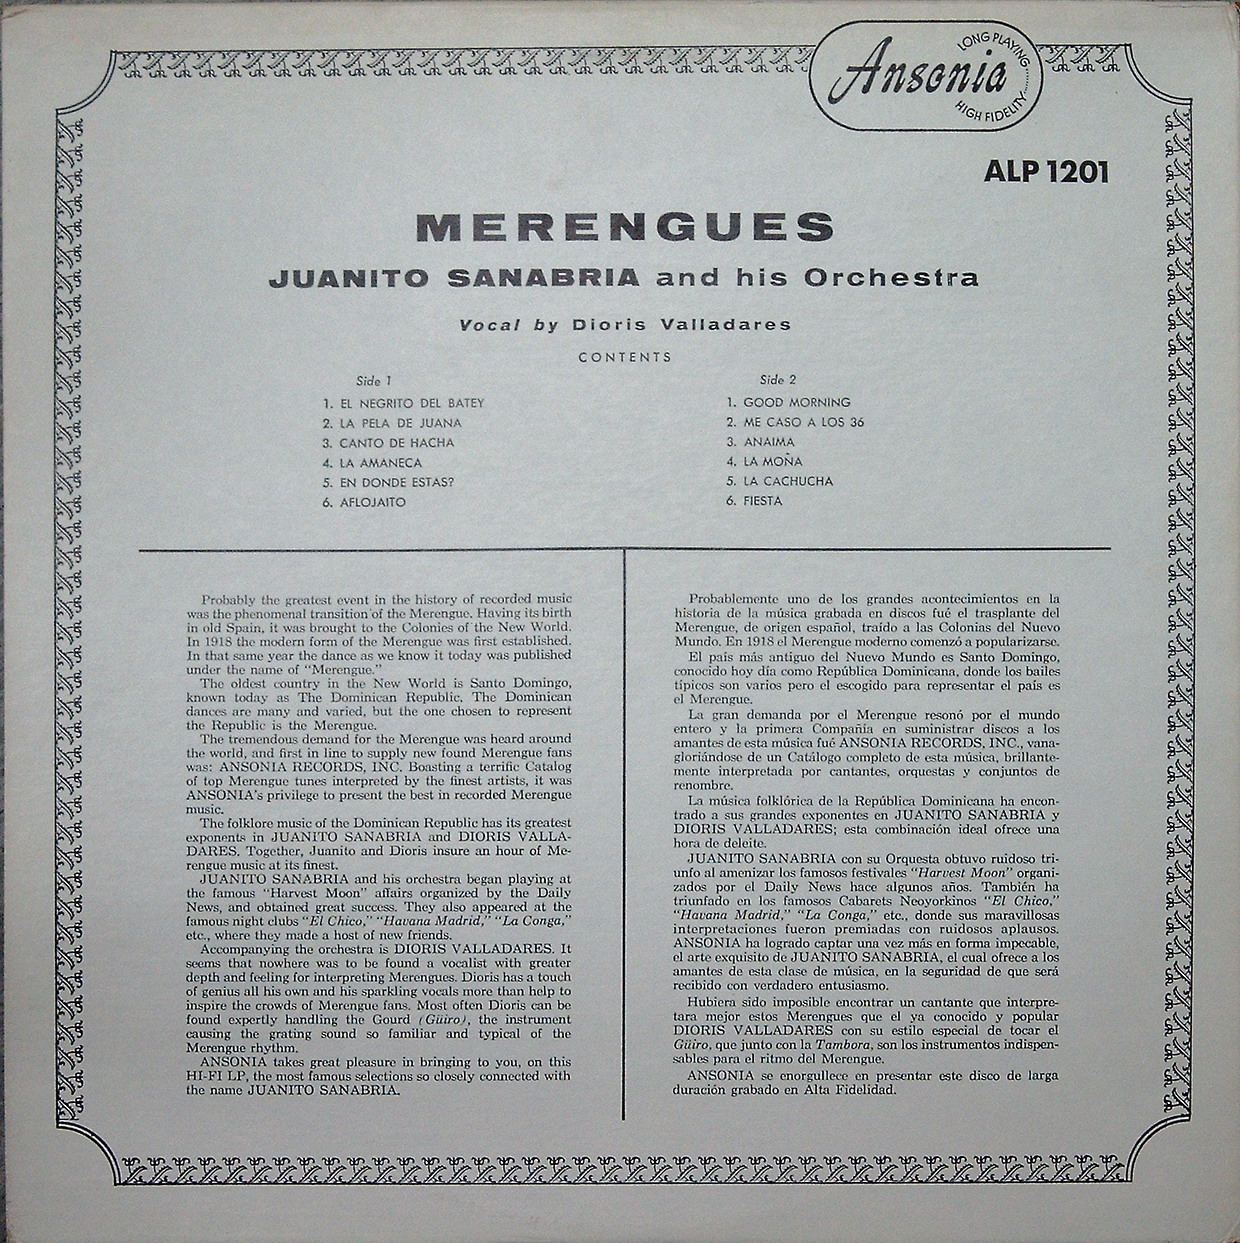 Ansonia
LONG PLAYING
HIGH FIDELITY
ALP 1201
MERENGUES
JUANITO SANABRIA and his Orchestra
Vocal by Dioris Valladares
CONTENTS
Side 1
1. EL NEGRITO DEL BATEY
2. LA PELA DE JUANA
3. CANTO DE HACHA
4. LA AMANECA
5. EN DONDE ESTAS?
6. AFLOJAITO
Side 2
1. GOOD MORNING
2. ME CASO A LOS 36
3. ANAIMA
4. LA MOÑA
5. LA CACHUCHA
6. FIESTA
Probably the greatest event in the history of recorded music
was the phenomenal transition of the Merengue. Having its birth
in old Spain, it was brought to the Colonies of the New World.
In 1918 the modern form of the Merengue was first established.
In that same year the dance as we know it today was published
under the name of "Merengue."
The oldest country in the New World is Santo Domingo,
known today as The Dominican Republic. The Dominican
dances are many and varied, but the one chosen to represent
the Republic is the Merengue.
The tremendous demand for the Merengue was heard around
the world, and first in line to supply new found Merengue fans
was: ANSONIA RECORDS, INC. Boasting a terrific Catalog
of top Merengue tunes interpreted by the finest artists, it was
ANSONIA's privilege to present the best in recorded Merengue
music.
The folklore music of the Dominican Republic has its greatest
exponents in JUANITO SANABRIA and DIORIS VALLA-
DARES. Together, Juanito and Dioris insure an hour of Me-
rengue music at its finest.
JUANITO SANABRIA and his orchestra began playing at
the famous "Harvest Moon" affairs organized by the Daily
News, and obtained great success. They also appeared at the
famous night clubs "El Chico," "Havana Madrid," "La Conga,"
etc., where they made a host of new friends.
Accompanying the orchestra is DIORIS VALLADARES. It
seems that nowhere was to be found a vocalist with greater
depth and feeling for interpreting Merengues. Dioris has a touch
of genius all his own and his sparkling vocals more than help to
inspire the crowds of Merengue fans. Most often Dioris can be
found expertly handling the Gourd (Güiro), the instrument
causing the grating sound so familiar and typical of the
Merengue rhythm.
ANSONIA takes great pleasure in bringing to you, on this
HI-FI LP, the most famous selections so closely connected with
the name JUANITO SANABRIA.
Probablemente uno de los grandes acontecimientos en la
historia de la música grabada en discos fué el trasplante del
Merengue, de origen español, traído a las Colonias del Nuevo
Mundo. En 1918 el Merengue moderno comenzó a popularizarse.
El país más antiguo del Nuevo Mundo es Santo Domingo,
conocido hoy día como República Dominicana, donde los bailes
típicos son varios pero el escogido para representar el país es
el Merengue.
La gran demanda por el Merengue resonó por el mundo
entero y la primera Compañía en suministrar discos a los
amantes de esta música fué ANSONIA RECORDS, INC., vana-
gloriándose de un Catálogo completo de esta música, brillante-
mente interpretada por cantantes, orquestas y conjuntos de
renombre.
La música folklórica de la República Dominicana ha encon-
trado a sus grandes exponentes en JUANITO SANABRIA y
DIORIS VALLADARES; esta combinación ideal ofrece una
hora de deleite.
JUANITO SANABRIA con su Orquesta obtuvo ruidoso tri-
unfo al amenizar los famosos festivales "Harvest Moon" organi-
zados por el Daily News hace algunos años. También ha
triunfado en los famosos Cabarets Neoyorkinos "El Chico,"
"Havana Madrid," "La Conga," etc., donde sus maravillosas
interpretaciones fueron premiadas con ruidosos aplausos.
ANSONIA ha logrado captar una vez más en forma impecable,
el arte exquisito de JUANITO SANABRIA, el cual ofrece a los
amantes de esta clase de música, en la seguridad de que será
recibido con verdadero entusiasmo.
Hubiera sido imposible encontrar un cantante que interpre-
tara mejor estos Merengues que el ya conocido y popular
DIORIS VALLADARES con su estilo especial de tocar el
Güiro, que junto con la Tambora, son los instrumentos indispen-
sables para el ritmo del Merengue.
ANSONIA se enorgullece en presentar este disco de larga
duración grabado en Alta Fidelidad.